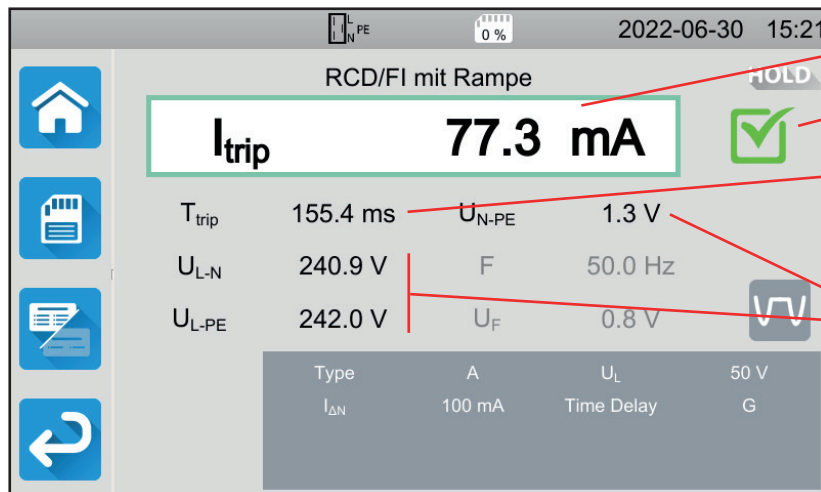 L
N PE
0 % 2022-06-30 15:21
RCD/FI mit Rampe HOLD
Itrip 77.3 mA
Ttrip 155.4 ms UN-PE 1.3 V
UL-N 240.9 V F 50.0 Hz
UL-PE 242.0 V UF 0.8 V
Type A UL 50 V
IΔN 100 mA Time Delay G